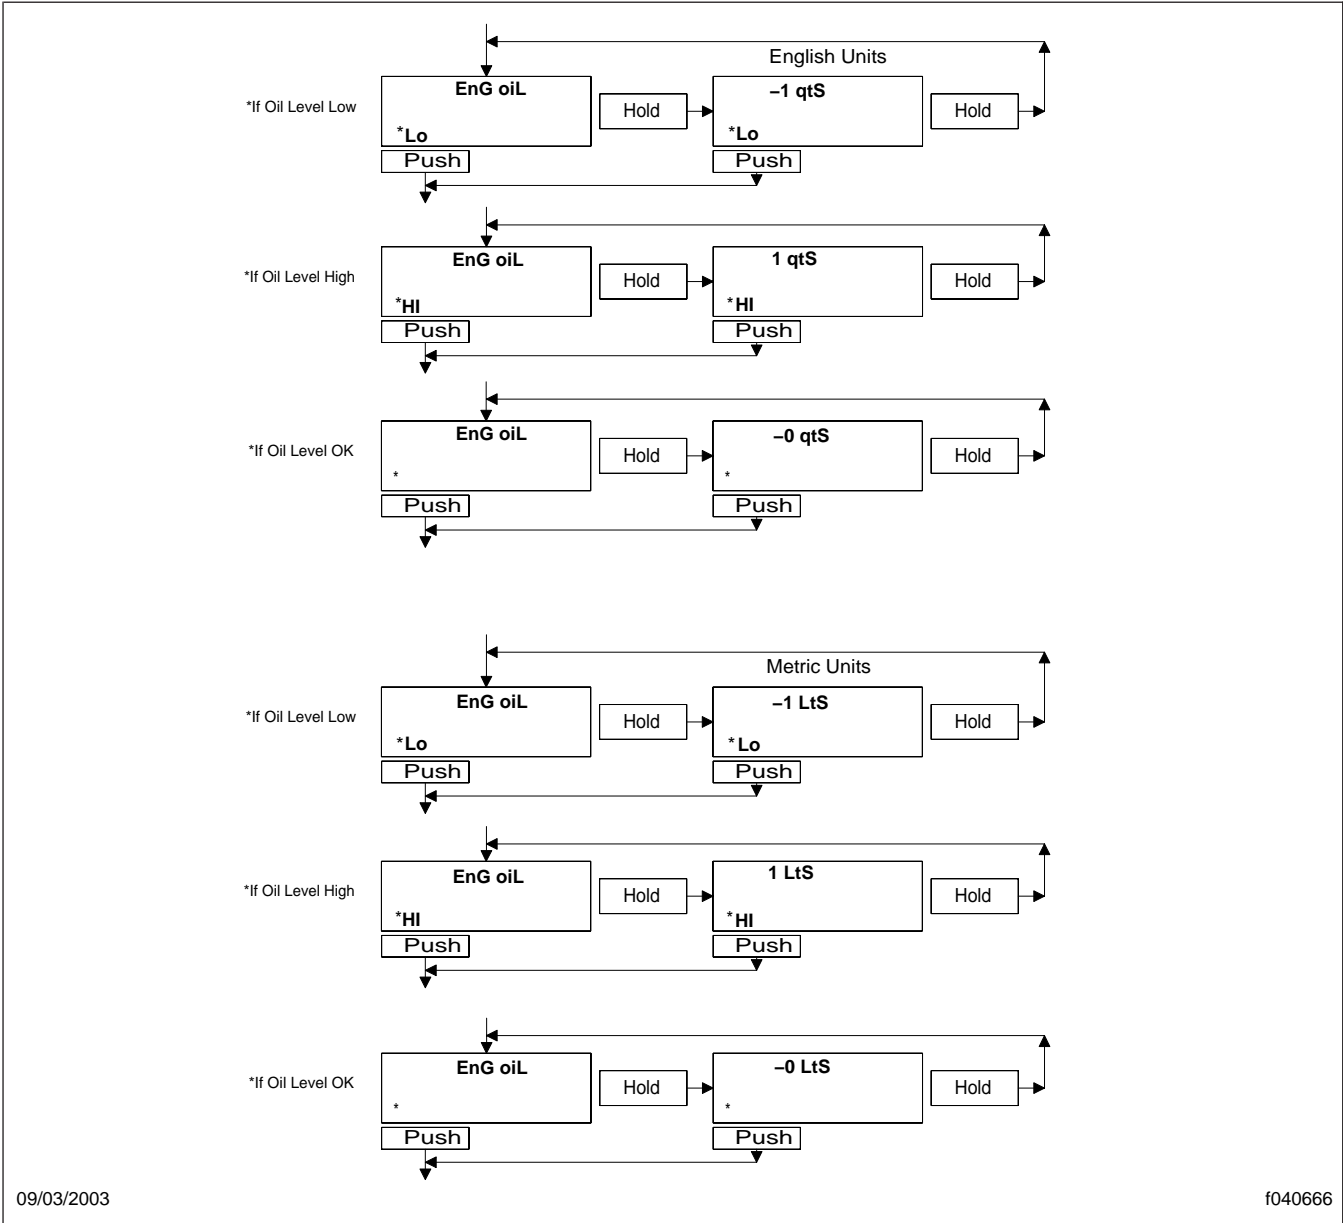 English Units
*If Oil Level Low
EnG oiL
*Lo
Push
Hold
–1 qtS
*Lo
Push
Hold
*If Oil Level High
EnG oiL
*HI
Push
Hold
1 qtS
*HI
Push
Hold
*If Oil Level OK
EnG oiL
*
Push
Hold
–0 qtS
*
Push
Hold
Metric Units
*If Oil Level Low
EnG oiL
*Lo
Push
Hold
–1 LtS
*Lo
Push
Hold
*If Oil Level High
EnG oiL
*HI
Push
Hold
1 LtS
*HI
Push
Hold
*If Oil Level OK
EnG oiL
*
Push
Hold
–0 LtS
*
Push
Hold
09/03/2003
f040666